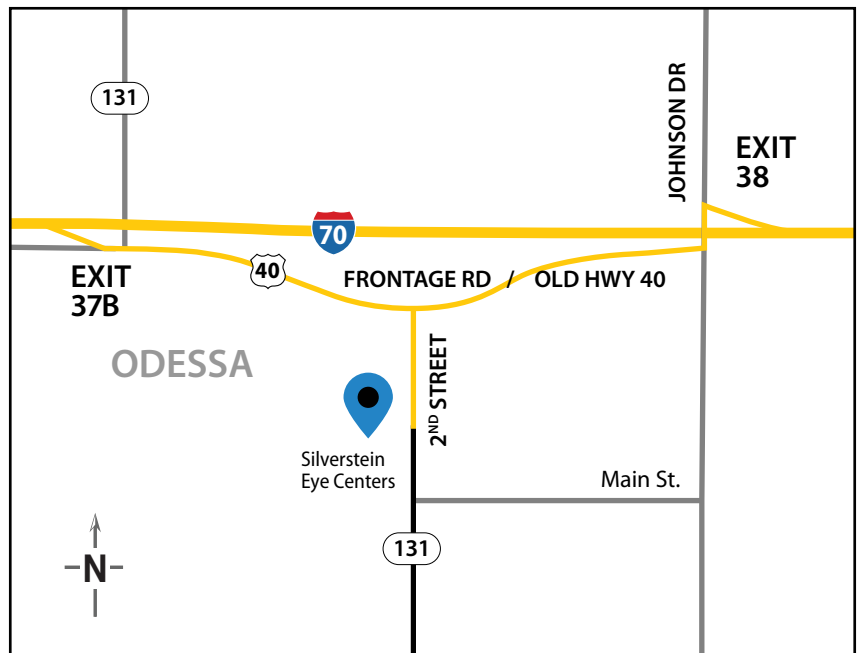 131
JOHNSON DR
EXIT
38
70
EXIT
37B
40
FRONTAGE RD / OLD HWY 40
ODESSA
2ND STREET
Silverstein
Eye Centers
Main St.
131
N